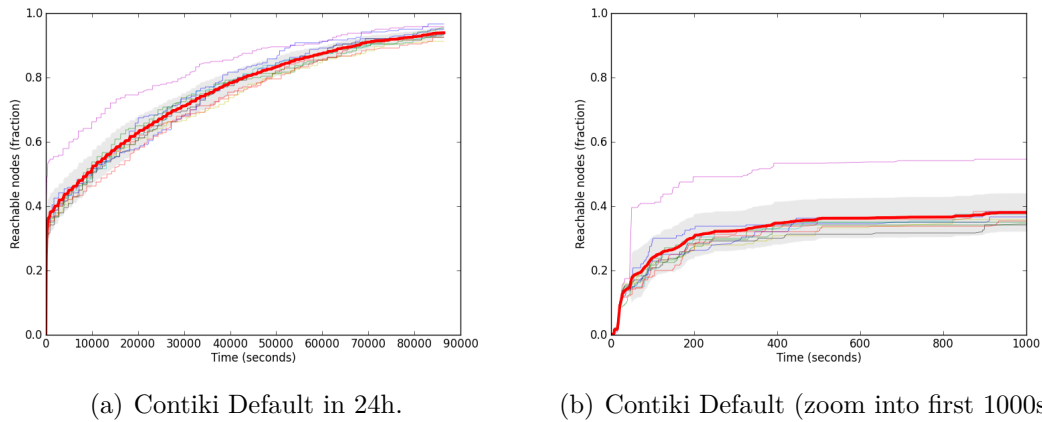 1.0
0.8
0.6
0.4
0.2
0.0
Reachable nodes (fraction)
0 10000 20000 30000 40000 50000 60000 70000 80000 90000
Time (seconds)
(a) Contiki Default in 24h.
1.0
0.8
0.6
0.4
0.2
0.0
Reachable nodes (fraction)
0 200 400 600 800 1000
Time (seconds)
(b) Contiki Default (zoom into first 1000s